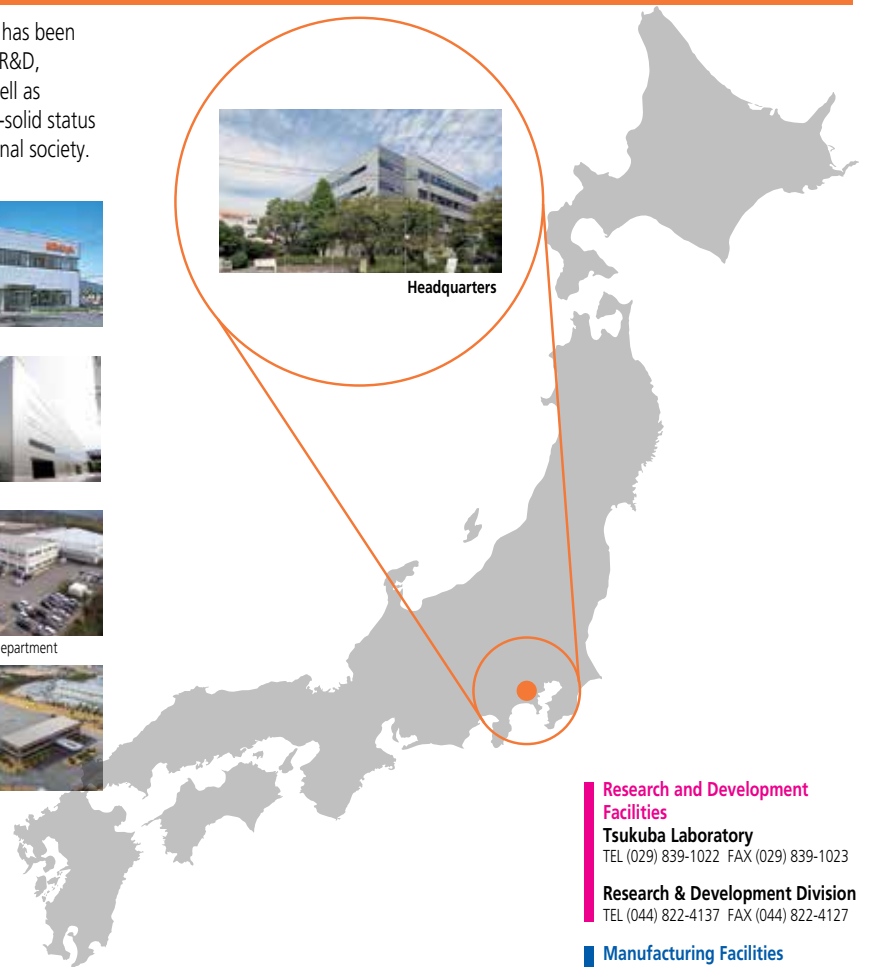 has been
R&D,
ell as
-solid status
nal society.
Headquarters
epartment
Research and Development
Facilities
Tsukuba Laboratory
TEL (029) 839-1022 FAX (029) 839-1023
Research & Development Division
TEL (044) 822-4137 FAX (044) 822-4127
Manufacturing Facilities